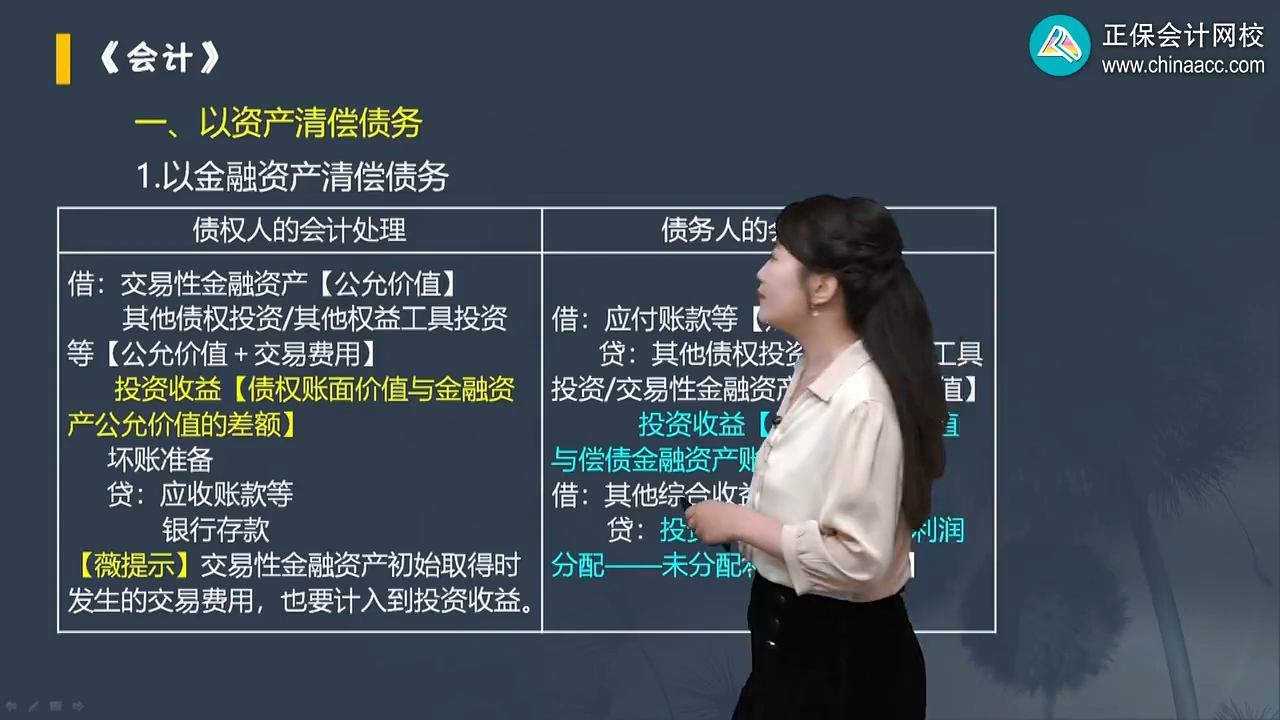 《会计》
正保会计网校
www.chinaacc.com
一、以资产清偿债务
1.以金融资产清偿债务
债权人的会计处理
借：交易性金融资产【公允价值】
其他债权投资/其他权益工具投资
等【公允价值＋交易费用】
投资收益【债权账面价值与金融资
产公允价值的差额】
坏账准备
贷：应收账款等
银行存款
【薇提示】交易性金融资产初始取得时
发生的交易费用，也要计入到投资收益。
债务人的
借：应付账款等【
贷：其他债权投资 工具
投资/交易性金融资产 值】
投资收益【 值
与偿债金融资产账
借：其他综合收益
贷：投 利润
分配——未分配 】